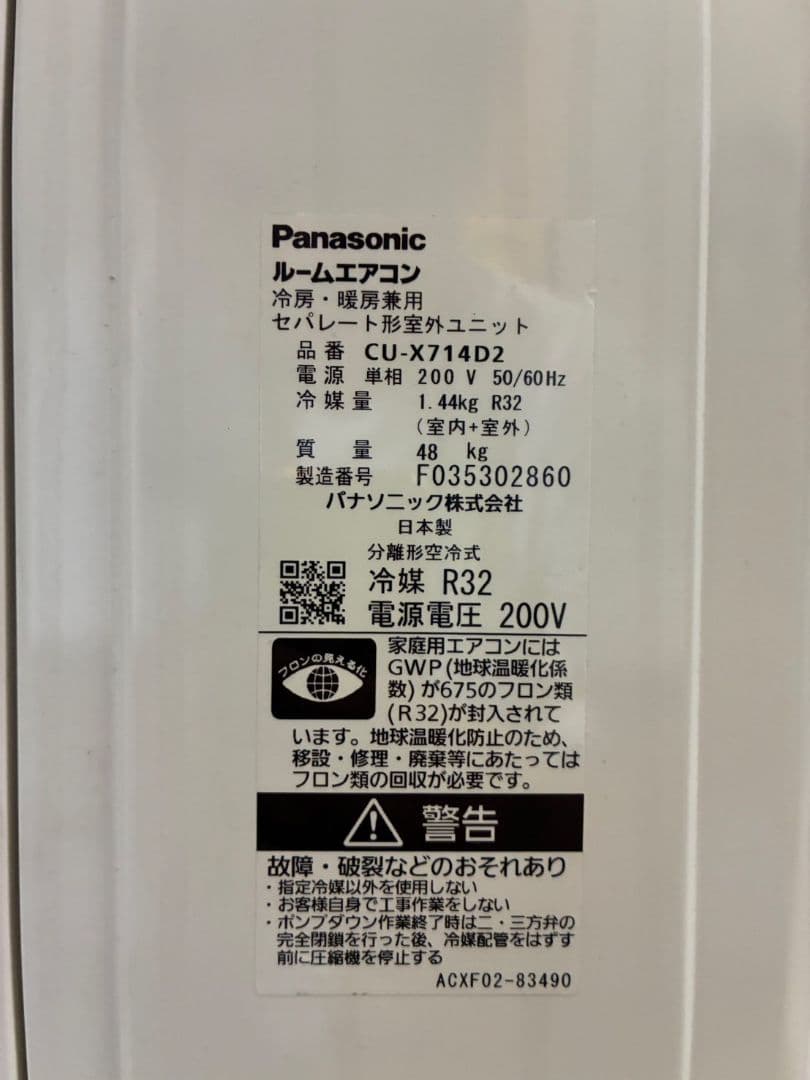 Panasonic
ルームエアコン
冷房・暖房兼用
セパレート形室外ユニット
品番 CU-X714D2
電源 単相 200 V 50/60Hz
冷媒量 1.44kg R32
(室内+室外)
質量 48 kg
製造番号 F035302860
パナソニック株式会社
日本製
分離形空冷式
冷媒 R32
電源電圧 200V
フロンの見える化
家庭用エアコンには
GWP(地球温暖化係
数)が675のフロン類
(R32)が封入されて
います。地球温暖化防止のため、
移設・修理・廃棄等にあたっては
フロン類の回収が必要です。
警告
故障・破裂などのおそれあり
・指定冷媒以外を使用しない
・お客様自身で工事作業をしない
・ポンプダウン作業終了時は二・三方弁の
完全閉鎖を行った後、冷媒配管をはずす
前に圧縮機を停止する
ACXF02-83490